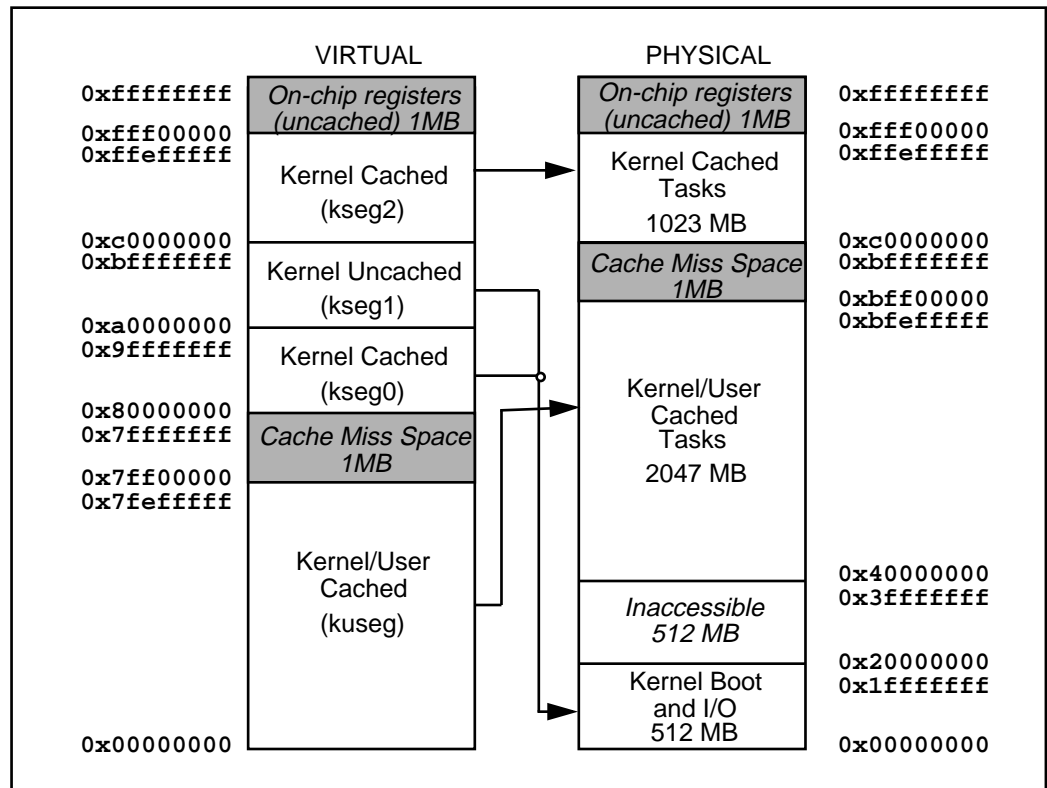 VIRTUAL
0xffffffff
On-chip registers
(uncached) 1MB
0xfff00000
0xffefffff
Kernel Cached
(kseg2)
0xc0000000
0xbfffffff
Kernel Uncached
(kseg1)
0xa0000000
0x9fffffff
Kernel Cached
(kseg0)
0x80000000
0x7fffffff
Cache Miss Space
1MB
0x7ff00000
0x7fefffff
Kernel/User
Cached
(kuseg)
0x00000000
PHYSICAL
On-chip registers
(uncached) 1MB
0xffffffff
0xfff00000
0xffefffff
Kernel Cached
Tasks
1023 MB
0xc0000000
0xbfffffff
Cache Miss Space
1MB
0xbff00000
0xbfefffff
Kernel/User
Cached
Tasks
2047 MB
0x40000000
0x3fffffff
Inaccessible
512 MB
0x20000000
0x1fffffff
Kernel Boot
and I/O
512 MB
0x00000000